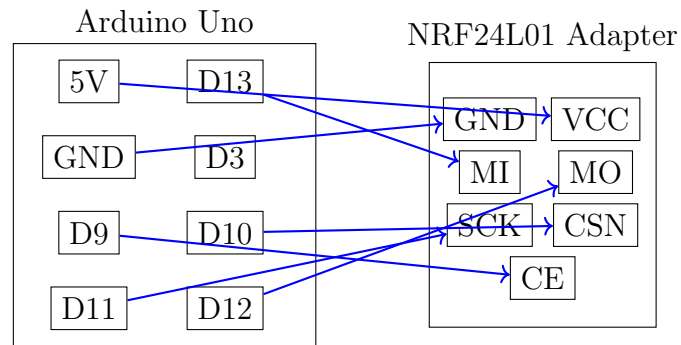 Arduino Uno
5V D13
GND D3
D9 D10
D11 D12
NRF24L01 Adapter
GND VCC
MI MO
SCK CSN
CE